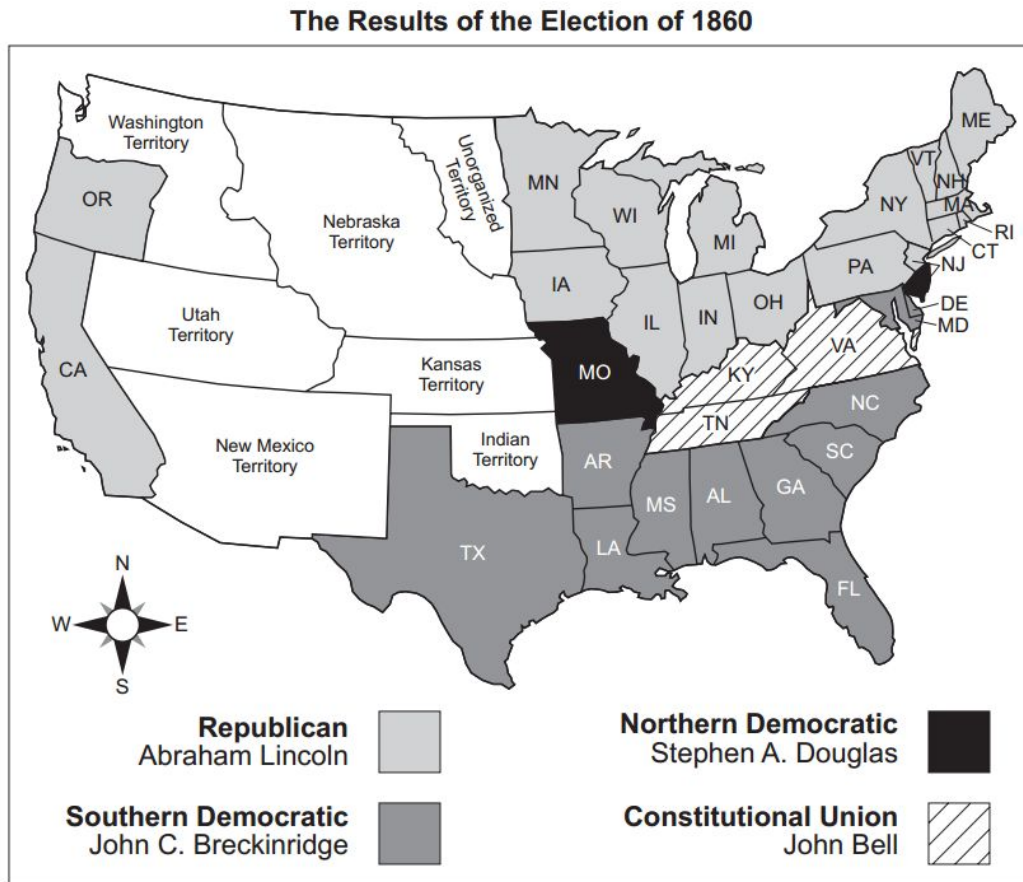 The Results of the Election of 1860
Washington
Territory
Unorganized
Territory
ME
VT
NH
MN
OR
MA
NY
WI
Nebraska
Territory
MI
RI
CT
NJ
PA
IA
OH
Utah
Territory
IL
IN
DE
MD
VA
Kansas
Territory
MO
CA
KY
NC
TN
New Mexico
Territory
Indian
Territory
AR
SC
MS
AL
GA
TX
LA
FL
N
W
E
S
Republican
Abraham Lincoln
Northern Democratic
Stephen A. Douglas
Southern Democratic
John C. Breckinridge
Constitutional Union
John Bell